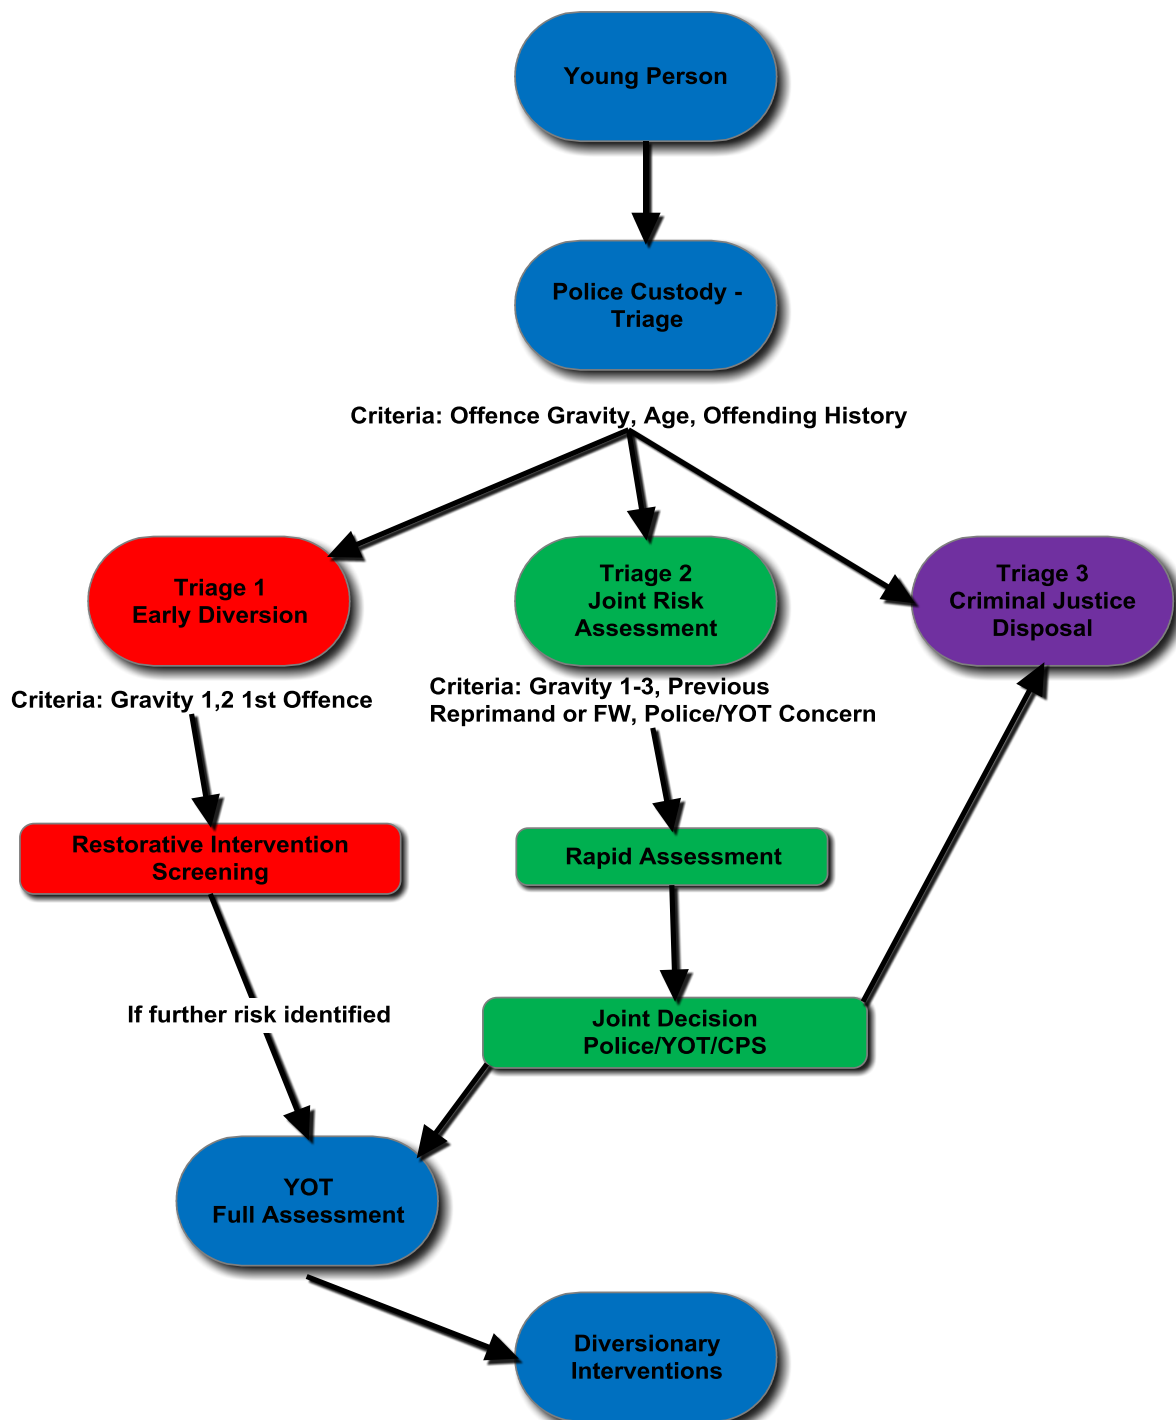 Young Person
Police Custody -
Triage
Criteria: Offence Gravity, Age, Offending History
Triage 1
Early Diversion
Triage 2
Joint Risk
Assessment
Triage 3
Criminal Justice
Disposal
Criteria: Gravity 1,2 1st Offence
Criteria: Gravity 1-3, Previous
Reprimand or FW, Police/YOT Concern
Restorative Intervention
Screening
Rapid Assessment
If further risk identified
Joint Decision
Police/YOT/CPS
YOT
Full Assessment
Diversionary
Interventions